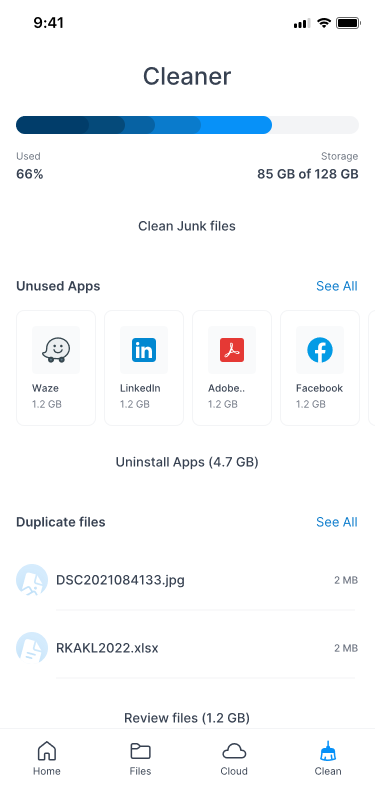 9:41
Cleaner
Used Storage
66% 85 GB of 128 GB
Clean Junk files
Unused Apps See All
Waze LinkedIn Adobe.. Facebook
1.2 GB 1.2 GB 1.2 GB 1.2 GB
Uninstall Apps (4.7 GB)
Duplicate files See All
DSC2021084133.jpg 2 MB
RKAKL2022.xlsx 2 MB
Review files (1.2 GB)
Home Files Cloud Clean